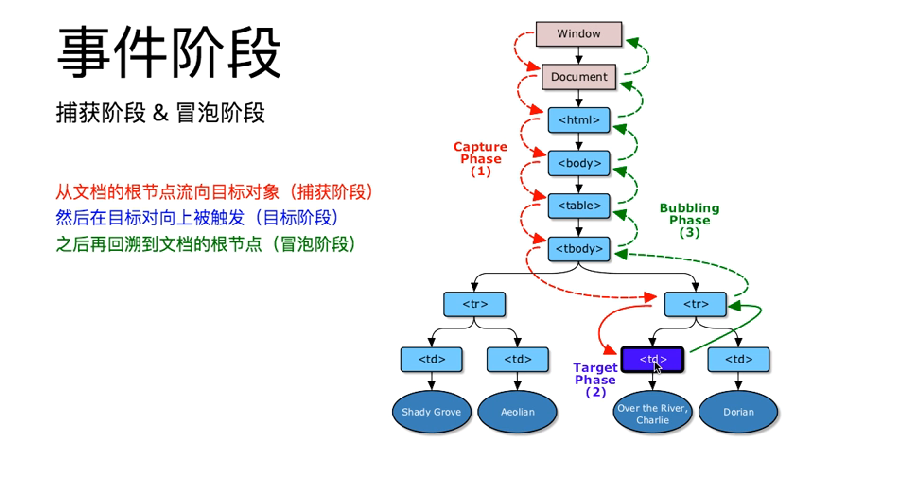 事件阶段
捕获阶段 & 冒泡阶段
从文档的根节点流向目标对象（捕获阶段）
然后在目标对向上被触发（目标阶段）
之后再回溯到文档的根节点（冒泡阶段）
Window
Document
<html>
<body>
<table>
<tbody>
Capture
Phase
(1)
Bubbling
Phase
(3)
<tr>
<tr>
<td>
<td>
<td>
<td>
Target
Phase
(2)
Shady Grove
Aeolian
Over the River,
Charlie
Dorian